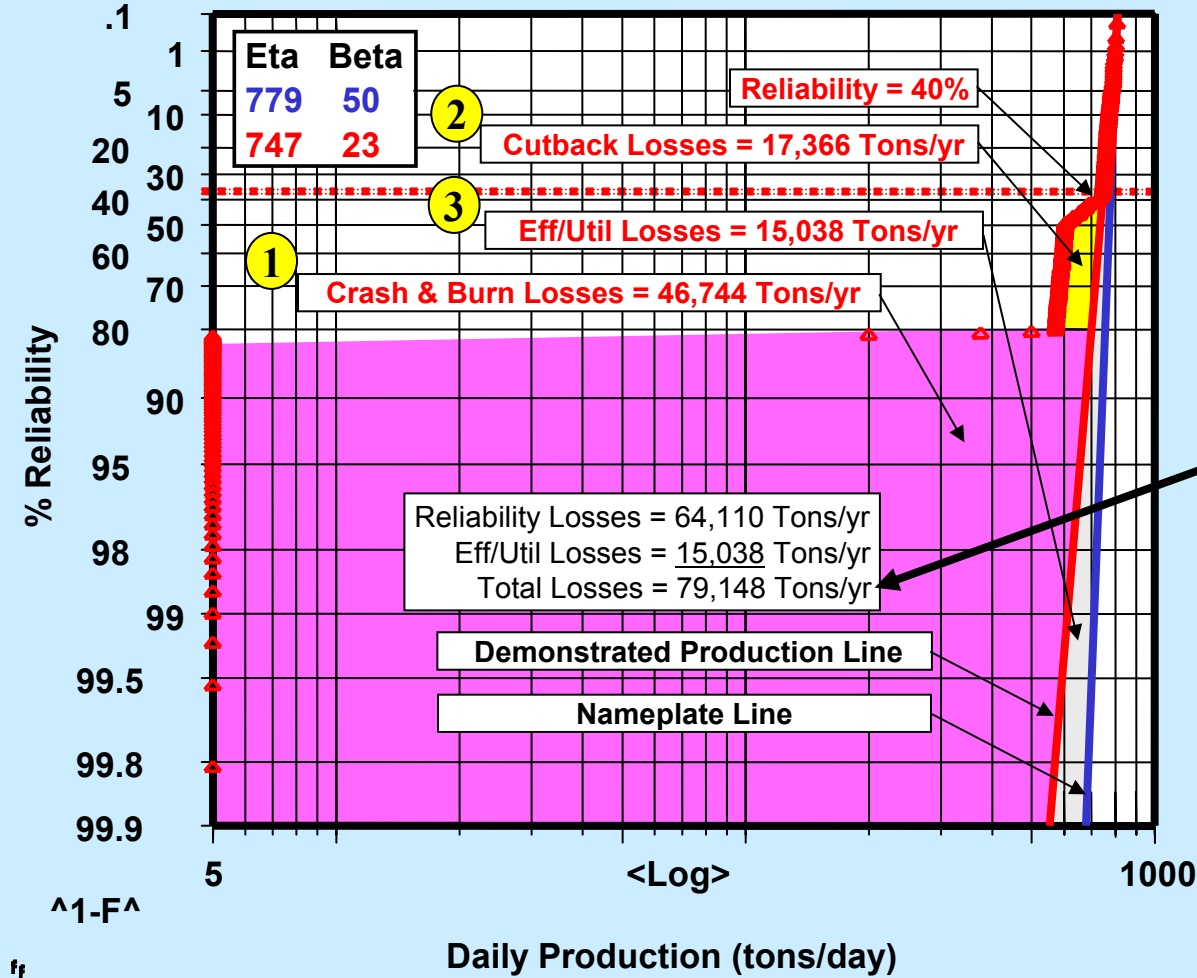 .1
1
5
10
20
30
40
50
60
70
80
90
95
98
99
99.5
99.8
99.9
% Reliability
Eta Beta
779 50
747 23
2
Reliability = 40%
Cutback Losses = 17,366 Tons/yr
3
Eff/Util Losses = 15,038 Tons/yr
1
Crash & Burn Losses = 46,744 Tons/yr
Reliability Losses = 64,110 Tons/yr
Eff/Util Losses = 15,038 Tons/yr
Total Losses = 79,148 Tons/yr
Demonstrated Production Line
Nameplate Line
5 <Log> 1000
^1-F^
Daily Production (tons/day)